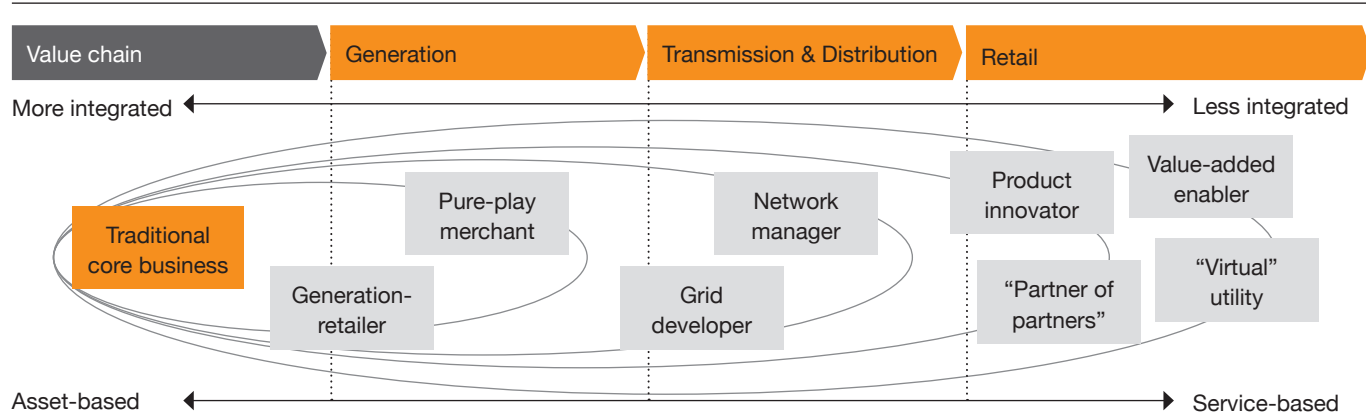 Value chain
Generation
Transmission & Distribution
Retail
More integrated
Less integrated
Traditional
core business
Pure-play
merchant
Generation-
retailer
Network
manager
Grid
developer
Product
innovator
“Partner of
partners”
Value-added
enabler
“Virtual”
utility
Asset-based
Service-based